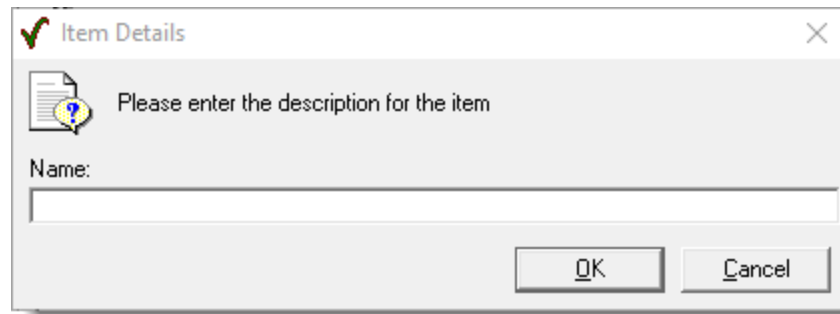 Item Details
Please enter the description for the item
Name:
OK
Cancel